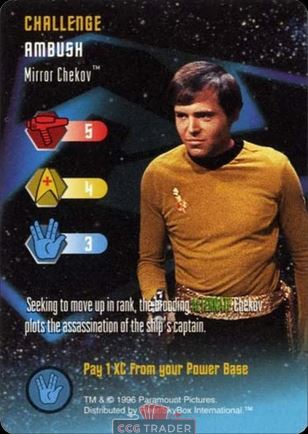 CHALLENGE
AMBUSH
Mirror Chekov™
5
4
3
Seeking to move up in rank, the brooding Chekov
plots the assassination of the ship's captain.
Pay 1 XC From your Power Base
TM & © 1996 Paramount Pictures.
Distributed by SkyBox International.™
CCG TRADER